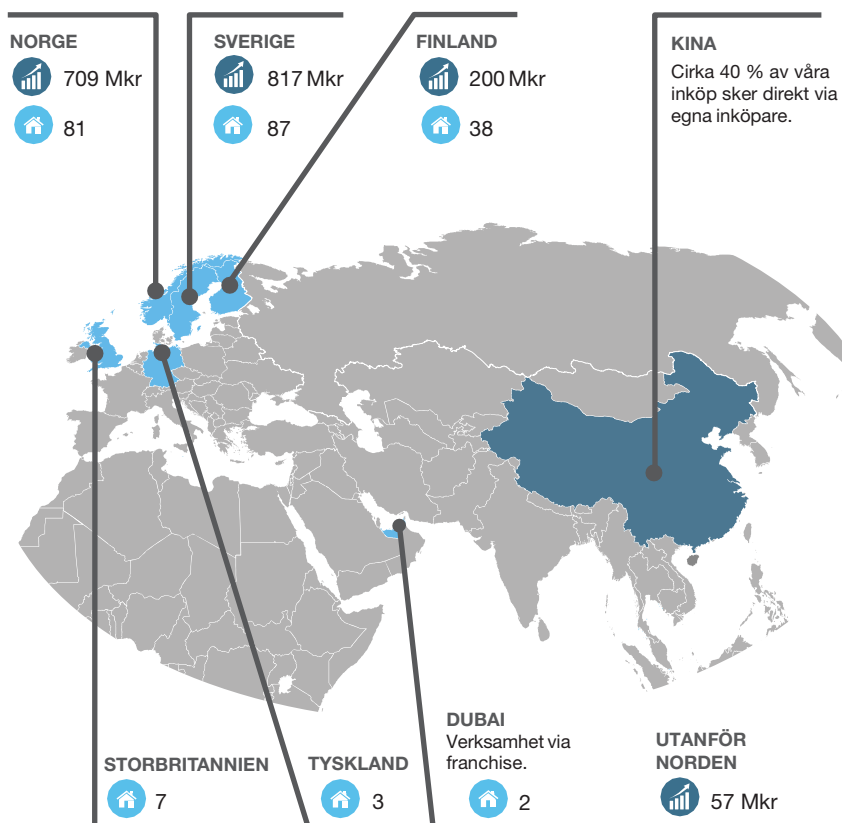 NORGE
709 Mkr
81
SVERIGE
817 Mkr
87
FINLAND
200 Mkr
38
KINA
Cirka 40 % av våra
inköp sker direkt via
egna inköpare.
STORBRITANNIEN
7
TYSKLAND
3
DUBAI
Verksamhet via
franchise.
2
UTANFÖR
NORDEN
57 Mkr